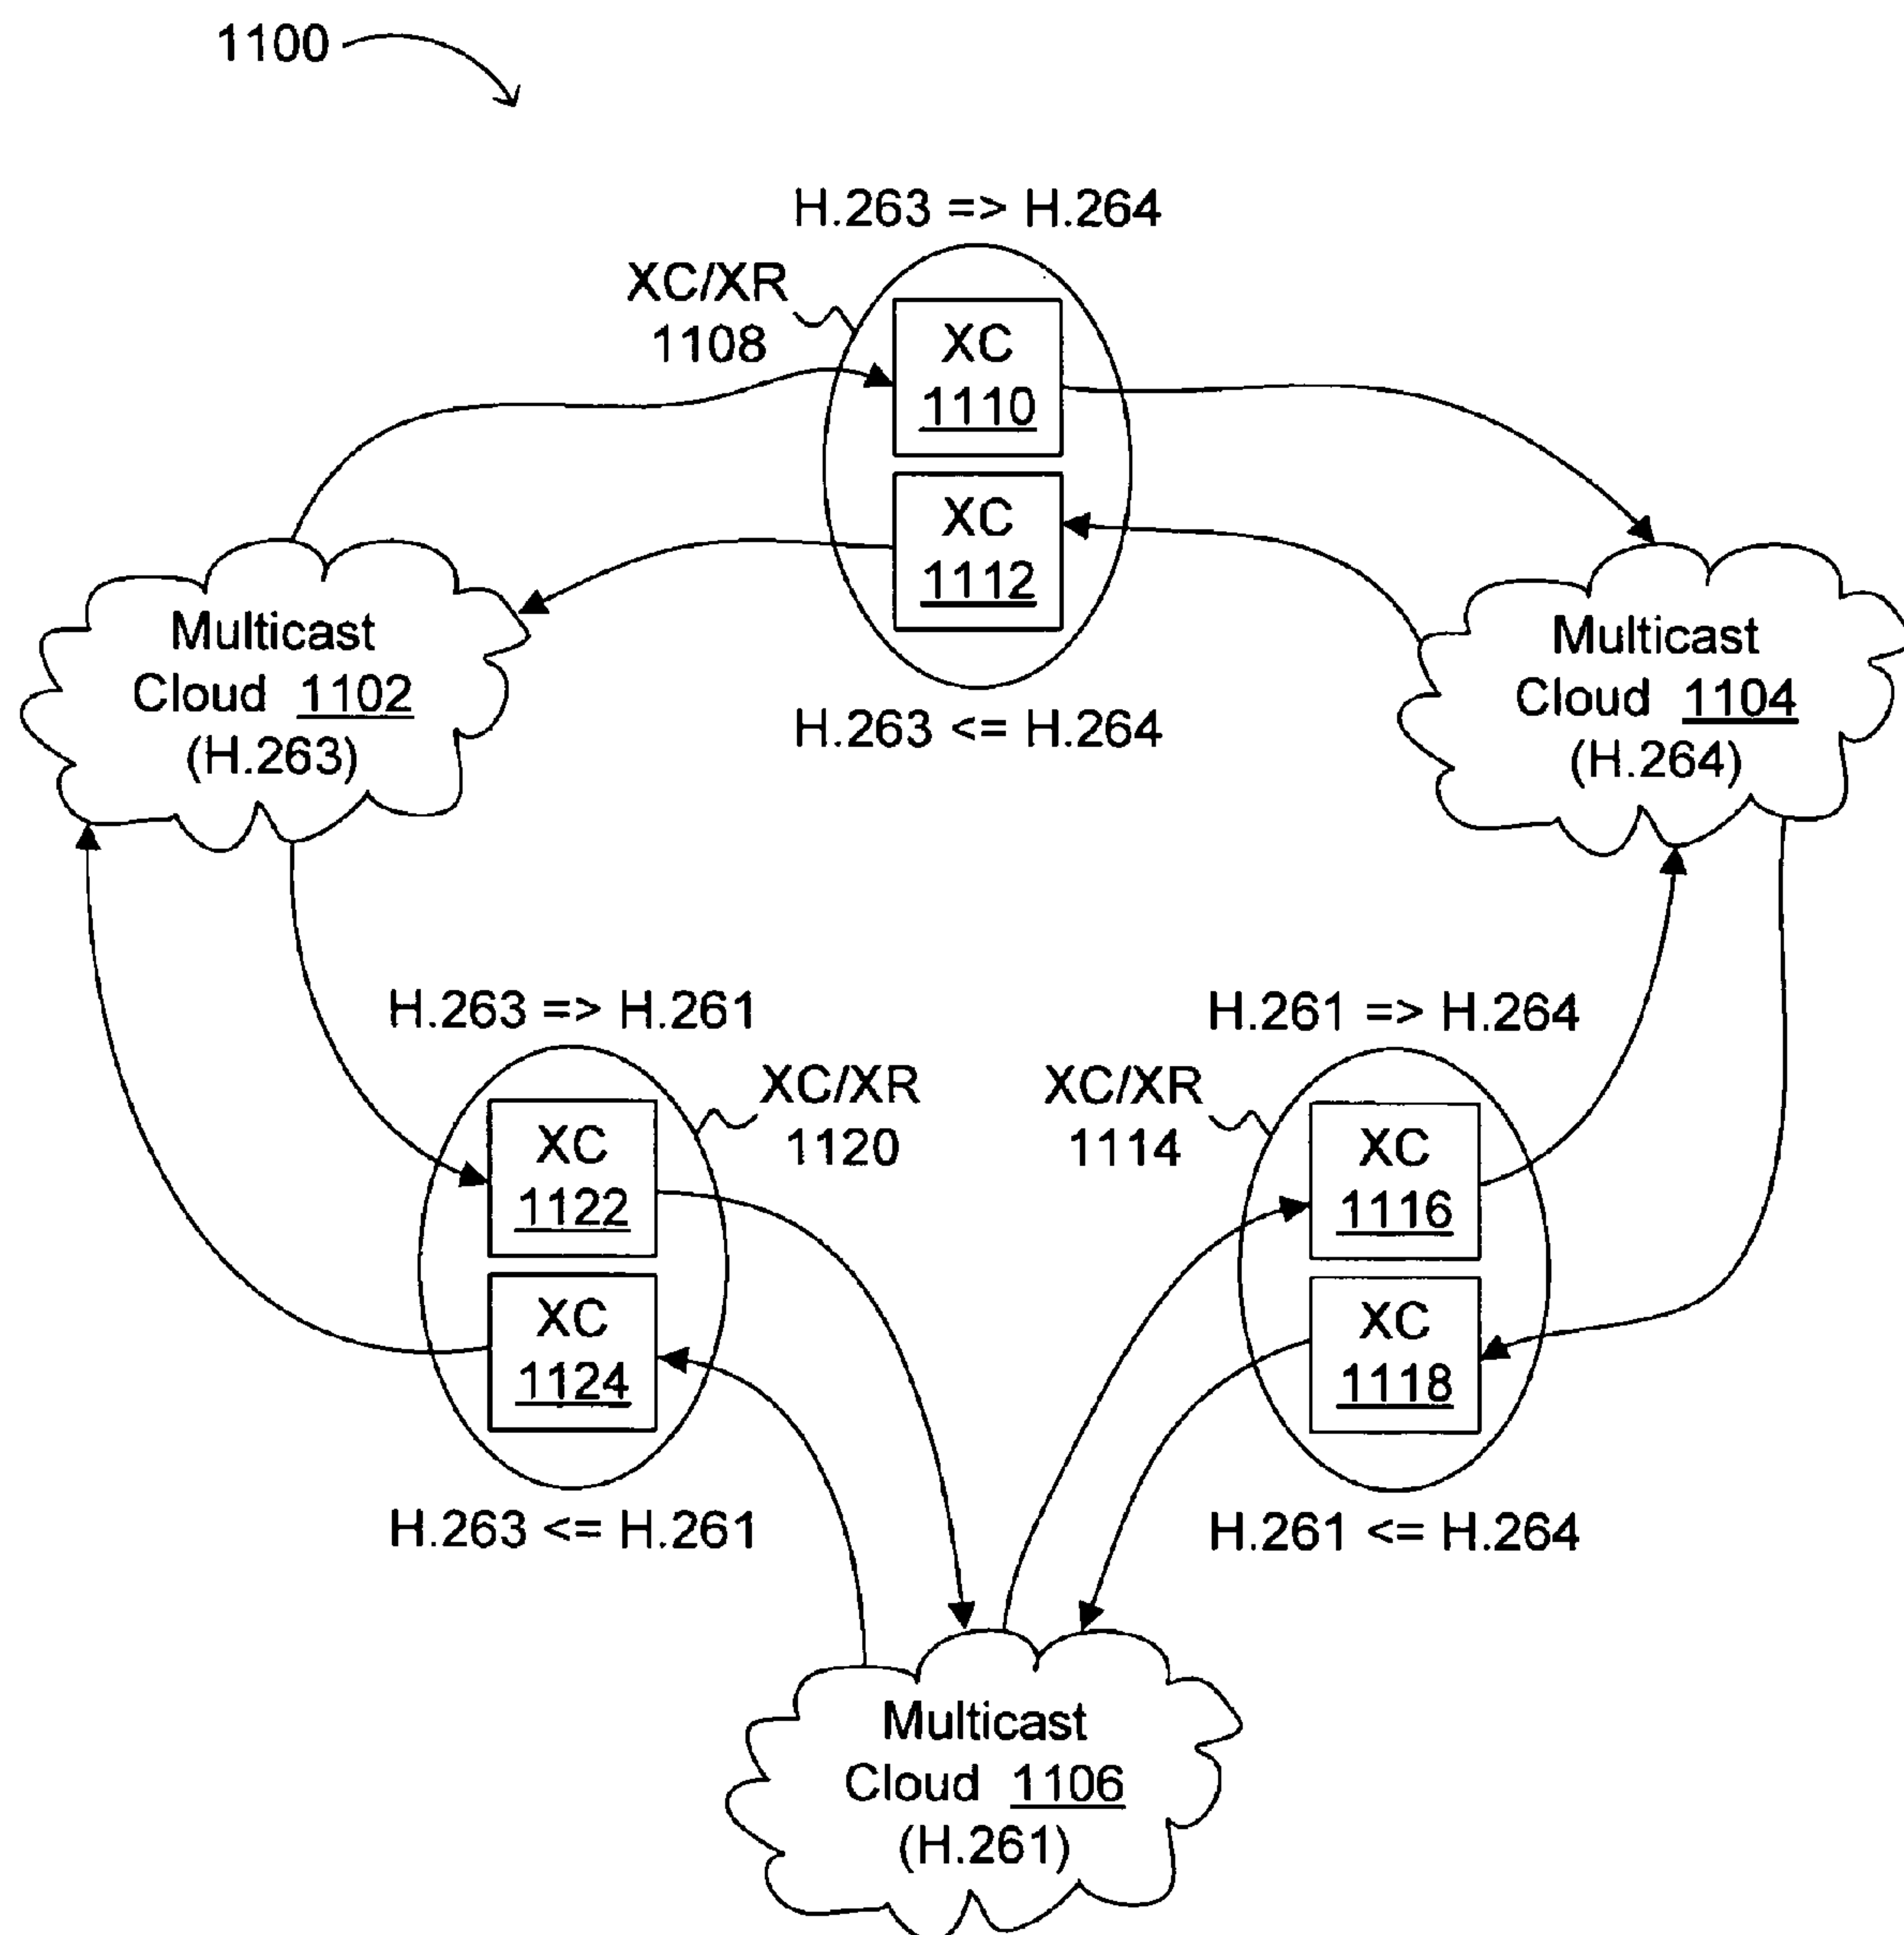 1100
H.263 => H.264
XC/XR
1108
XC
1110
XC
1112
H.263 <= H.264
Multicast
Cloud 1102
(H.263)
Multicast
Cloud 1104
(H.264)
H.263 => H.261
XC/XR
1120
XC
1122
XC
1124
H.263 <= H.261
H.261 => H.264
XC/XR
1114
XC
1116
XC
1118
H.261 <= H.264
Multicast
Cloud 1106
(H.261)